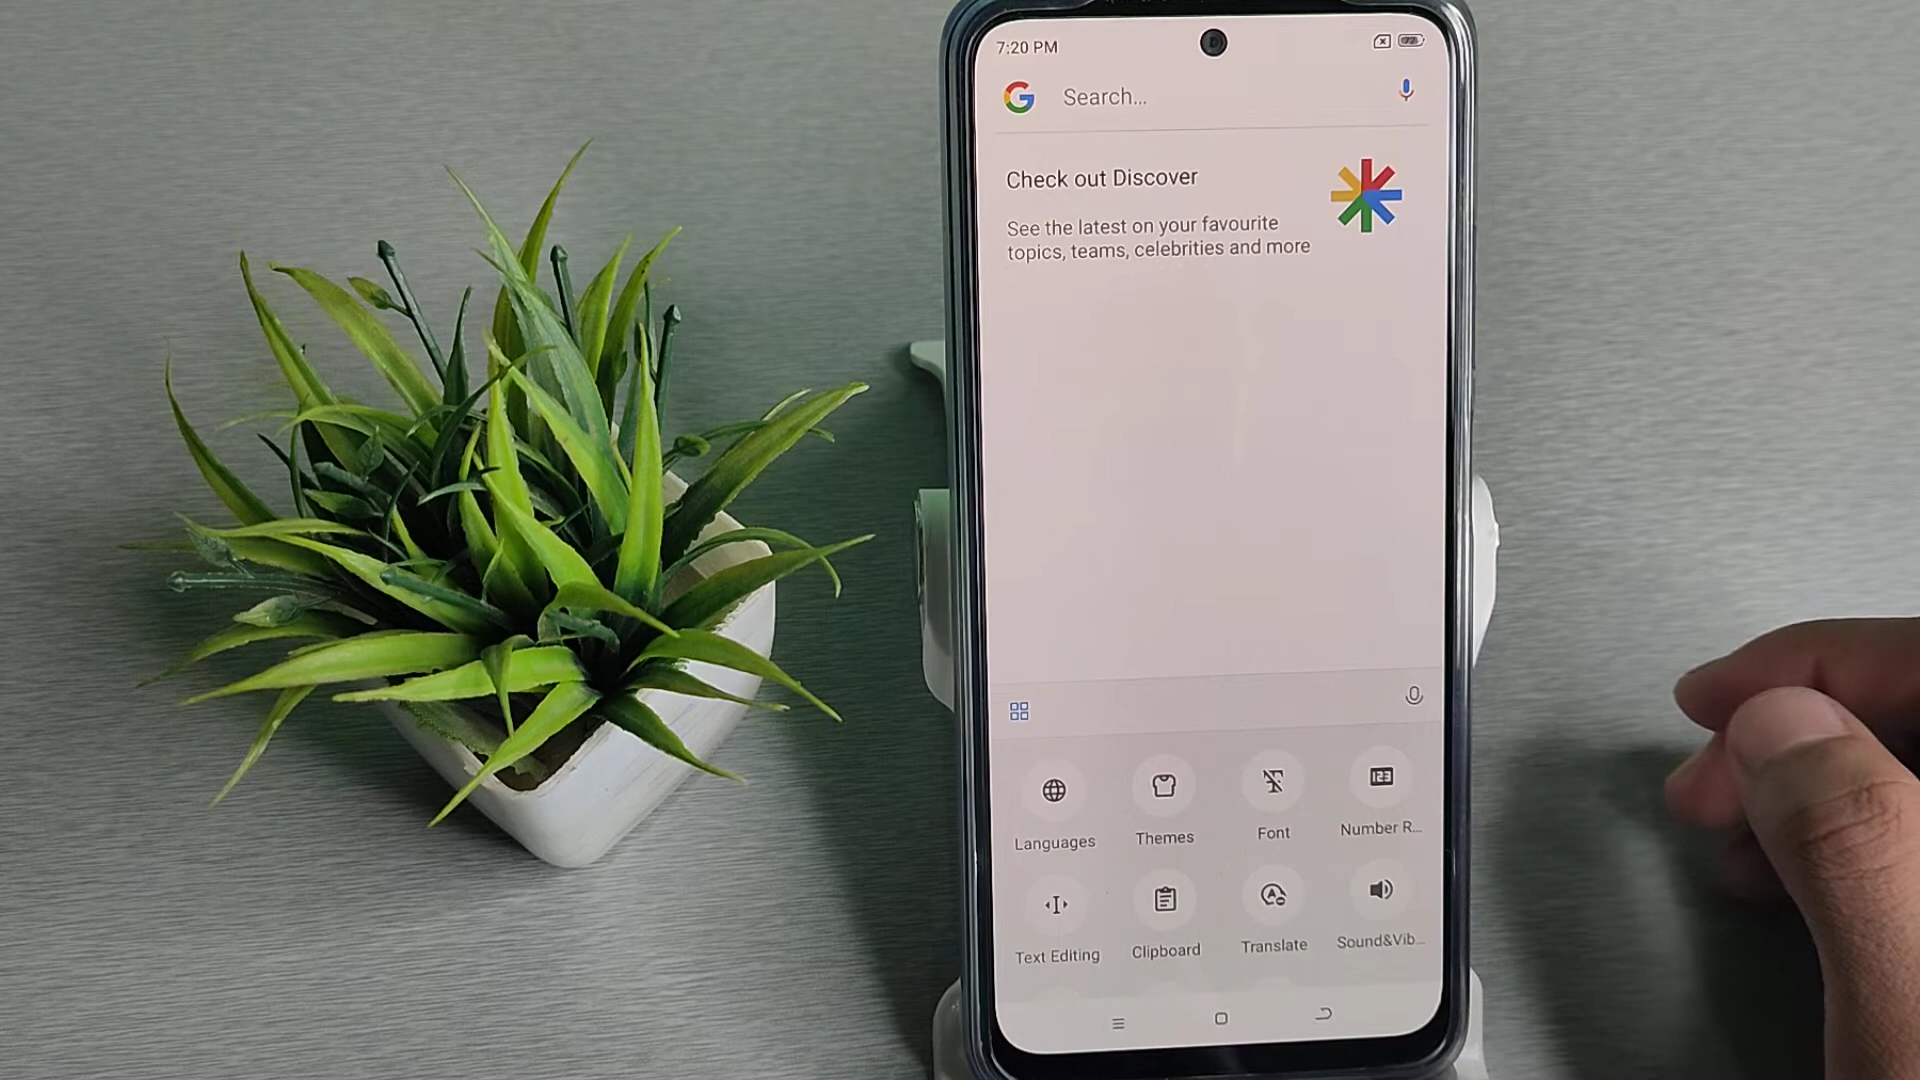 7:20 PM
Search...
Check out Discover
See the latest on your favourite
topics, teams, celebrities and more
Languages
Themes
Font
123
Number R...
Text Editing
Clipboard
Translate
Sound&Vib...